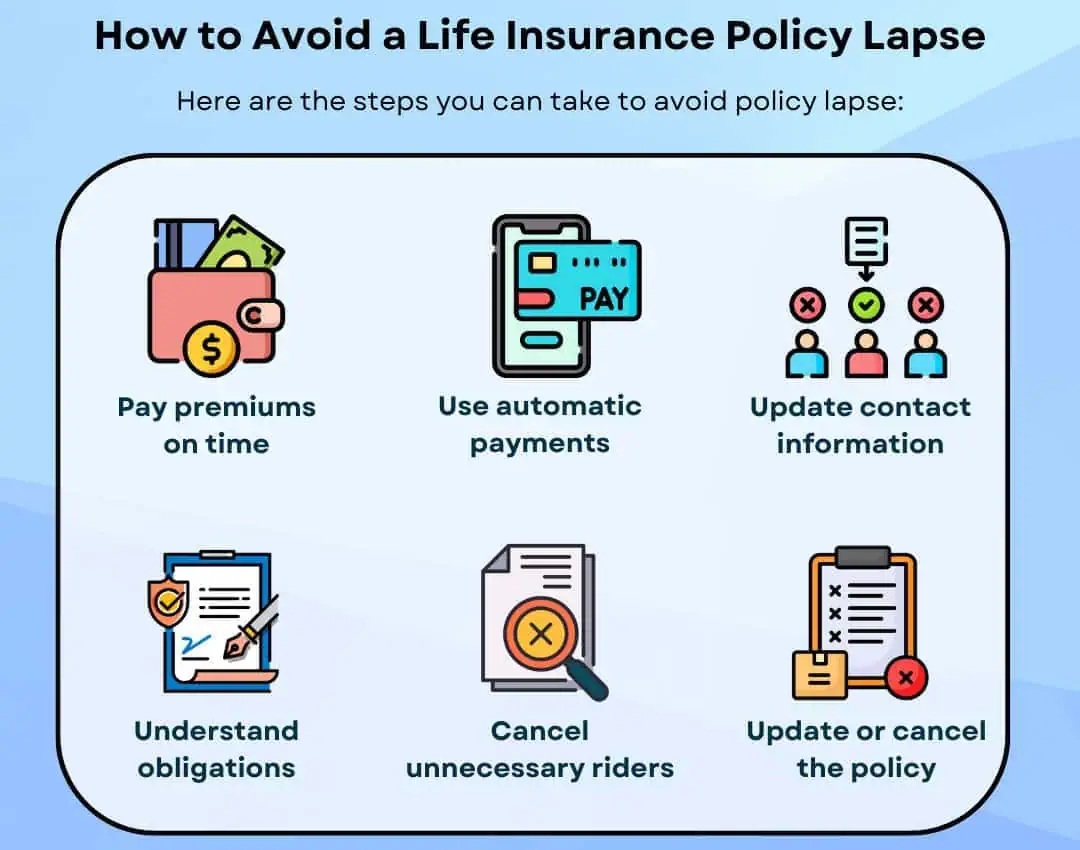 How to Avoid a Life Insurance Policy Lapse
Here are the steps you can take to avoid policy lapse:
$
PAY
Pay premiums
on time
Use automatic
payments
Update contact
information
Understand
obligations
Cancel
unnecessary riders
Update or cancel
the policy